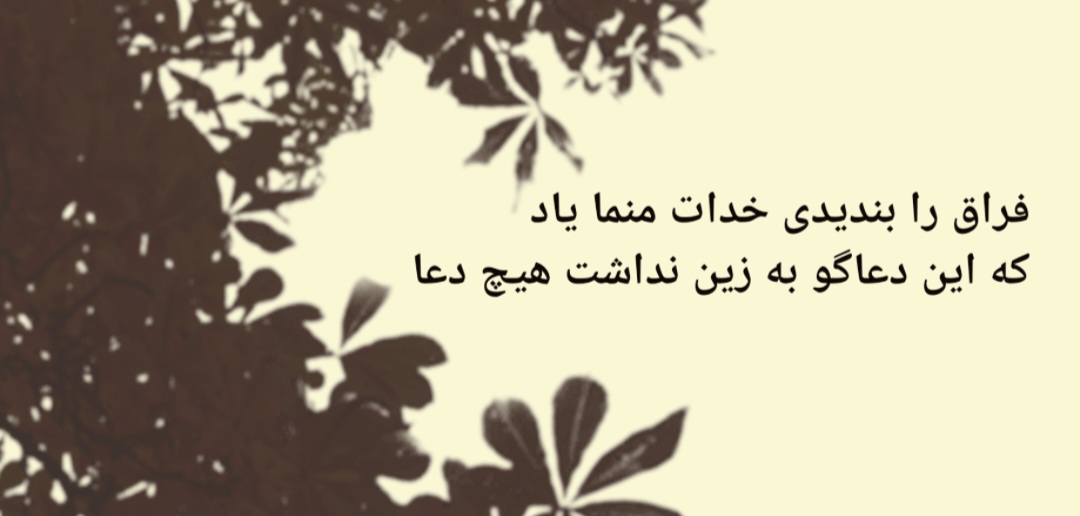 فراق را بندیدی خدات منما یاد
که این دعاگو به زین نداشت هیچ دعا